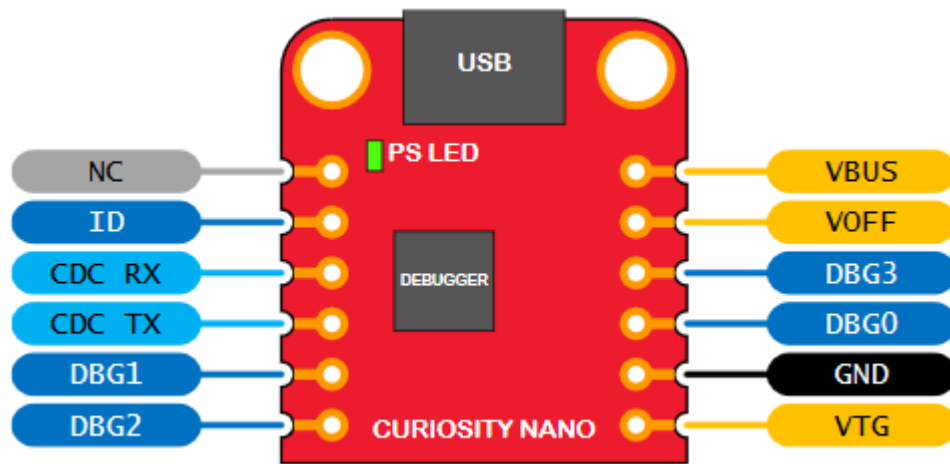 USB
PS LED
NC
VBUS
ID
VOFF
CDC RX
DEBUGGER
DBG3
CDC TX
DBG0
DBG1
GND
DBG2
CURIOSITY NANO
VTG